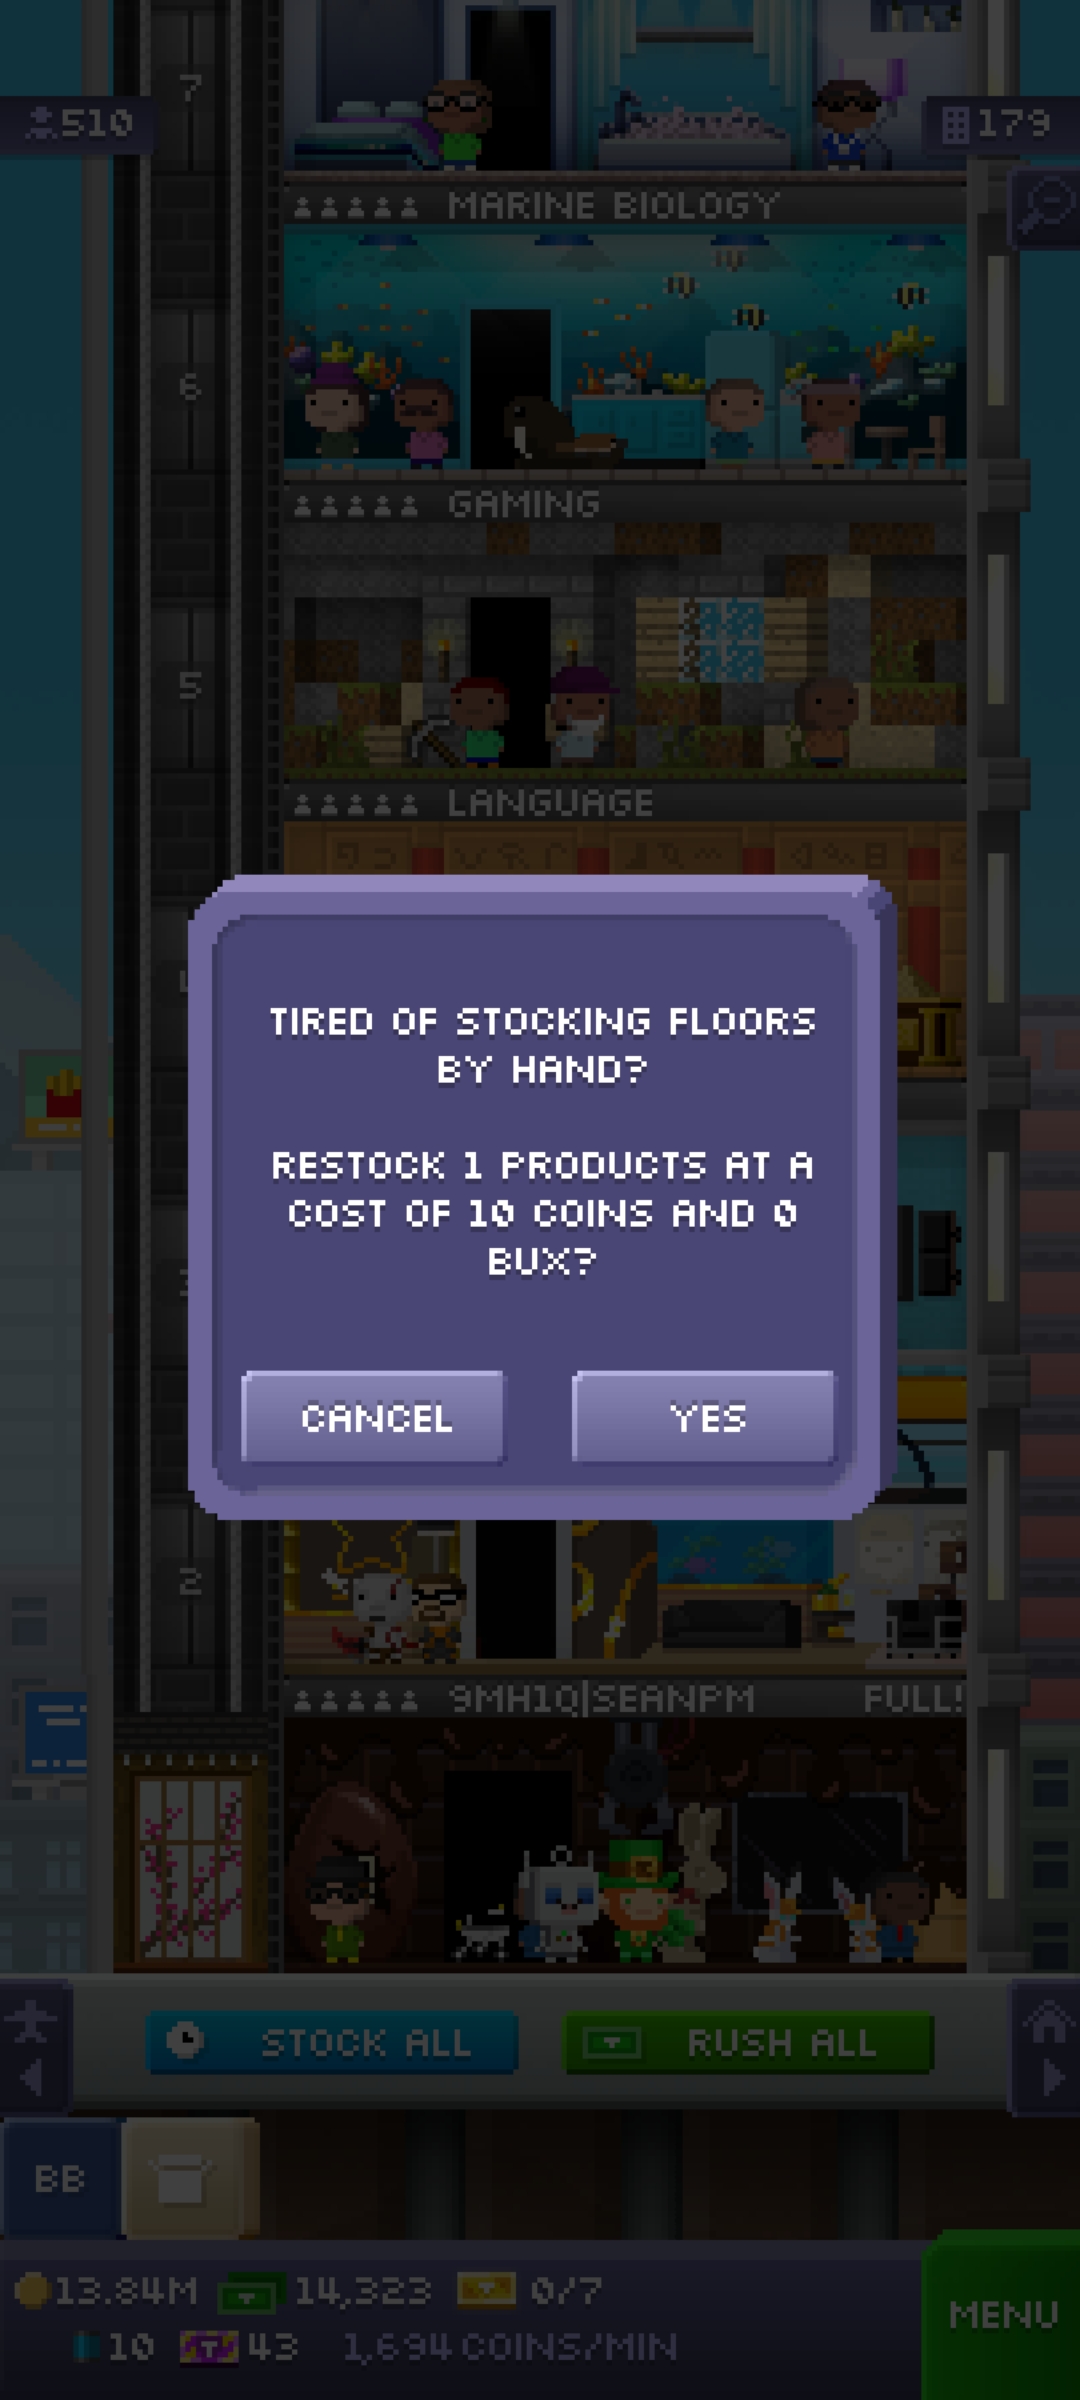 7
510
179
MARINE BIOLOGY
6
GAMING
5
LANGUAGE
TIRED OF STOCKING FLOORS
BY HAND?
RESTOCK 1 PRODUCTS AT A
COST OF 10 COINS AND 0
BUX?
CANCEL
YES
2
9MH1Q|SEANPM
FULL!
STOCK ALL
RUSH ALL
BB
13.84M
14,323
0/7
MENU
10
43
1,694 COINS/MIN